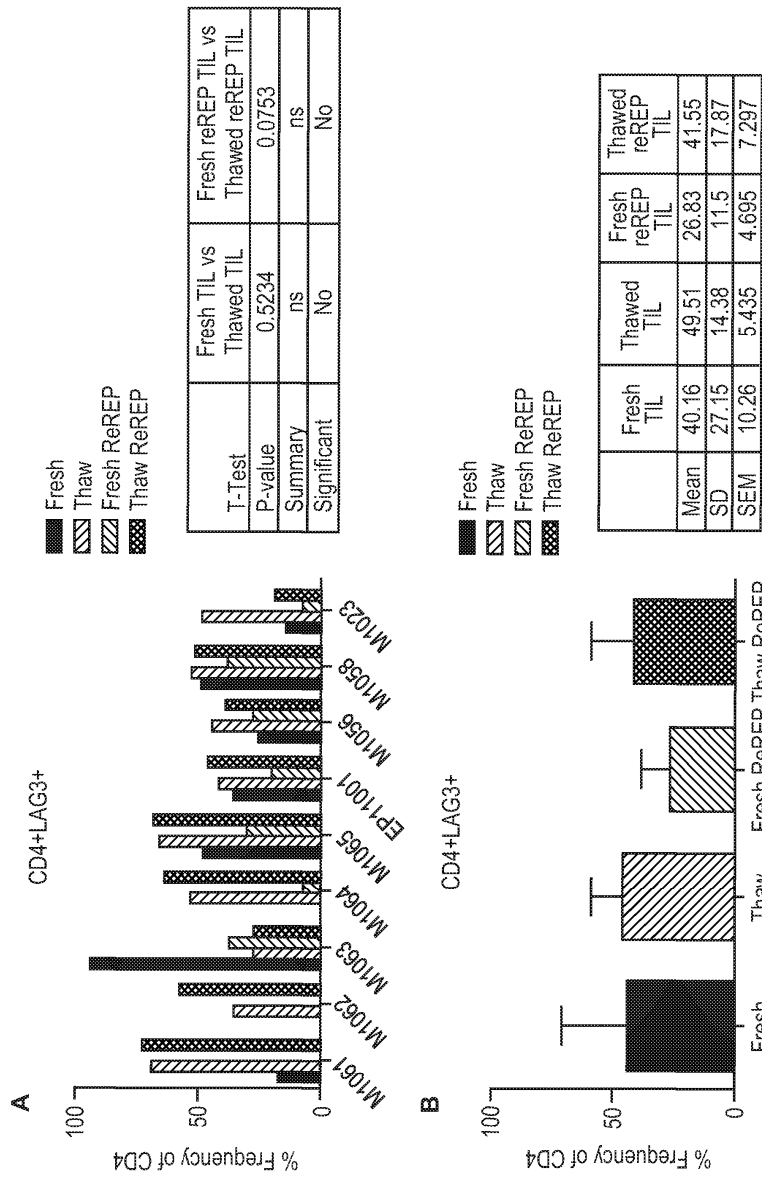 A
CD4+LAG3+
% Frequency of CD4
100
50
0
M1061
M1062
M1063
M1064
M1065
EP11001
M1056
M1058
M1023
Fresh
Thaw
Fresh ReREP
Thaw ReREP
T-Test
Fresh TIL vs
Thawed TIL
Fresh reREP TIL vs
Thawed reREP TIL
P-value 0.5234 0.0753
Summary ns ns
Significant No No
B
CD4+LAG3+
% Frequency of CD4
100
50
0
Fresh
Thaw
Fresh ReREP
Thaw ReREP
Fresh
Thaw
Fresh ReREP
Thaw ReREP
Fresh
TIL
Thawed
TIL
Fresh
reREP
TIL
Thawed
reREP
TIL
Mean 40.16 49.51 26.83 41.55
SD 27.15 14.38 11.5 17.87
SEM 10.26 5.435 4.695 7.297